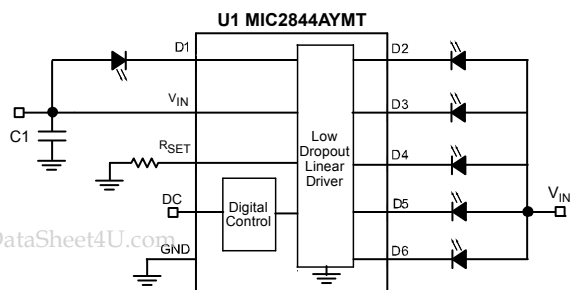 U1 MIC2844AYMT
D1
D2
VIN
D3
C1
RSET
Low
Dropout
Linear
Driver
D4
DC
Digital
Control
D5
VIN
DataSheet4U.com
GND
D6